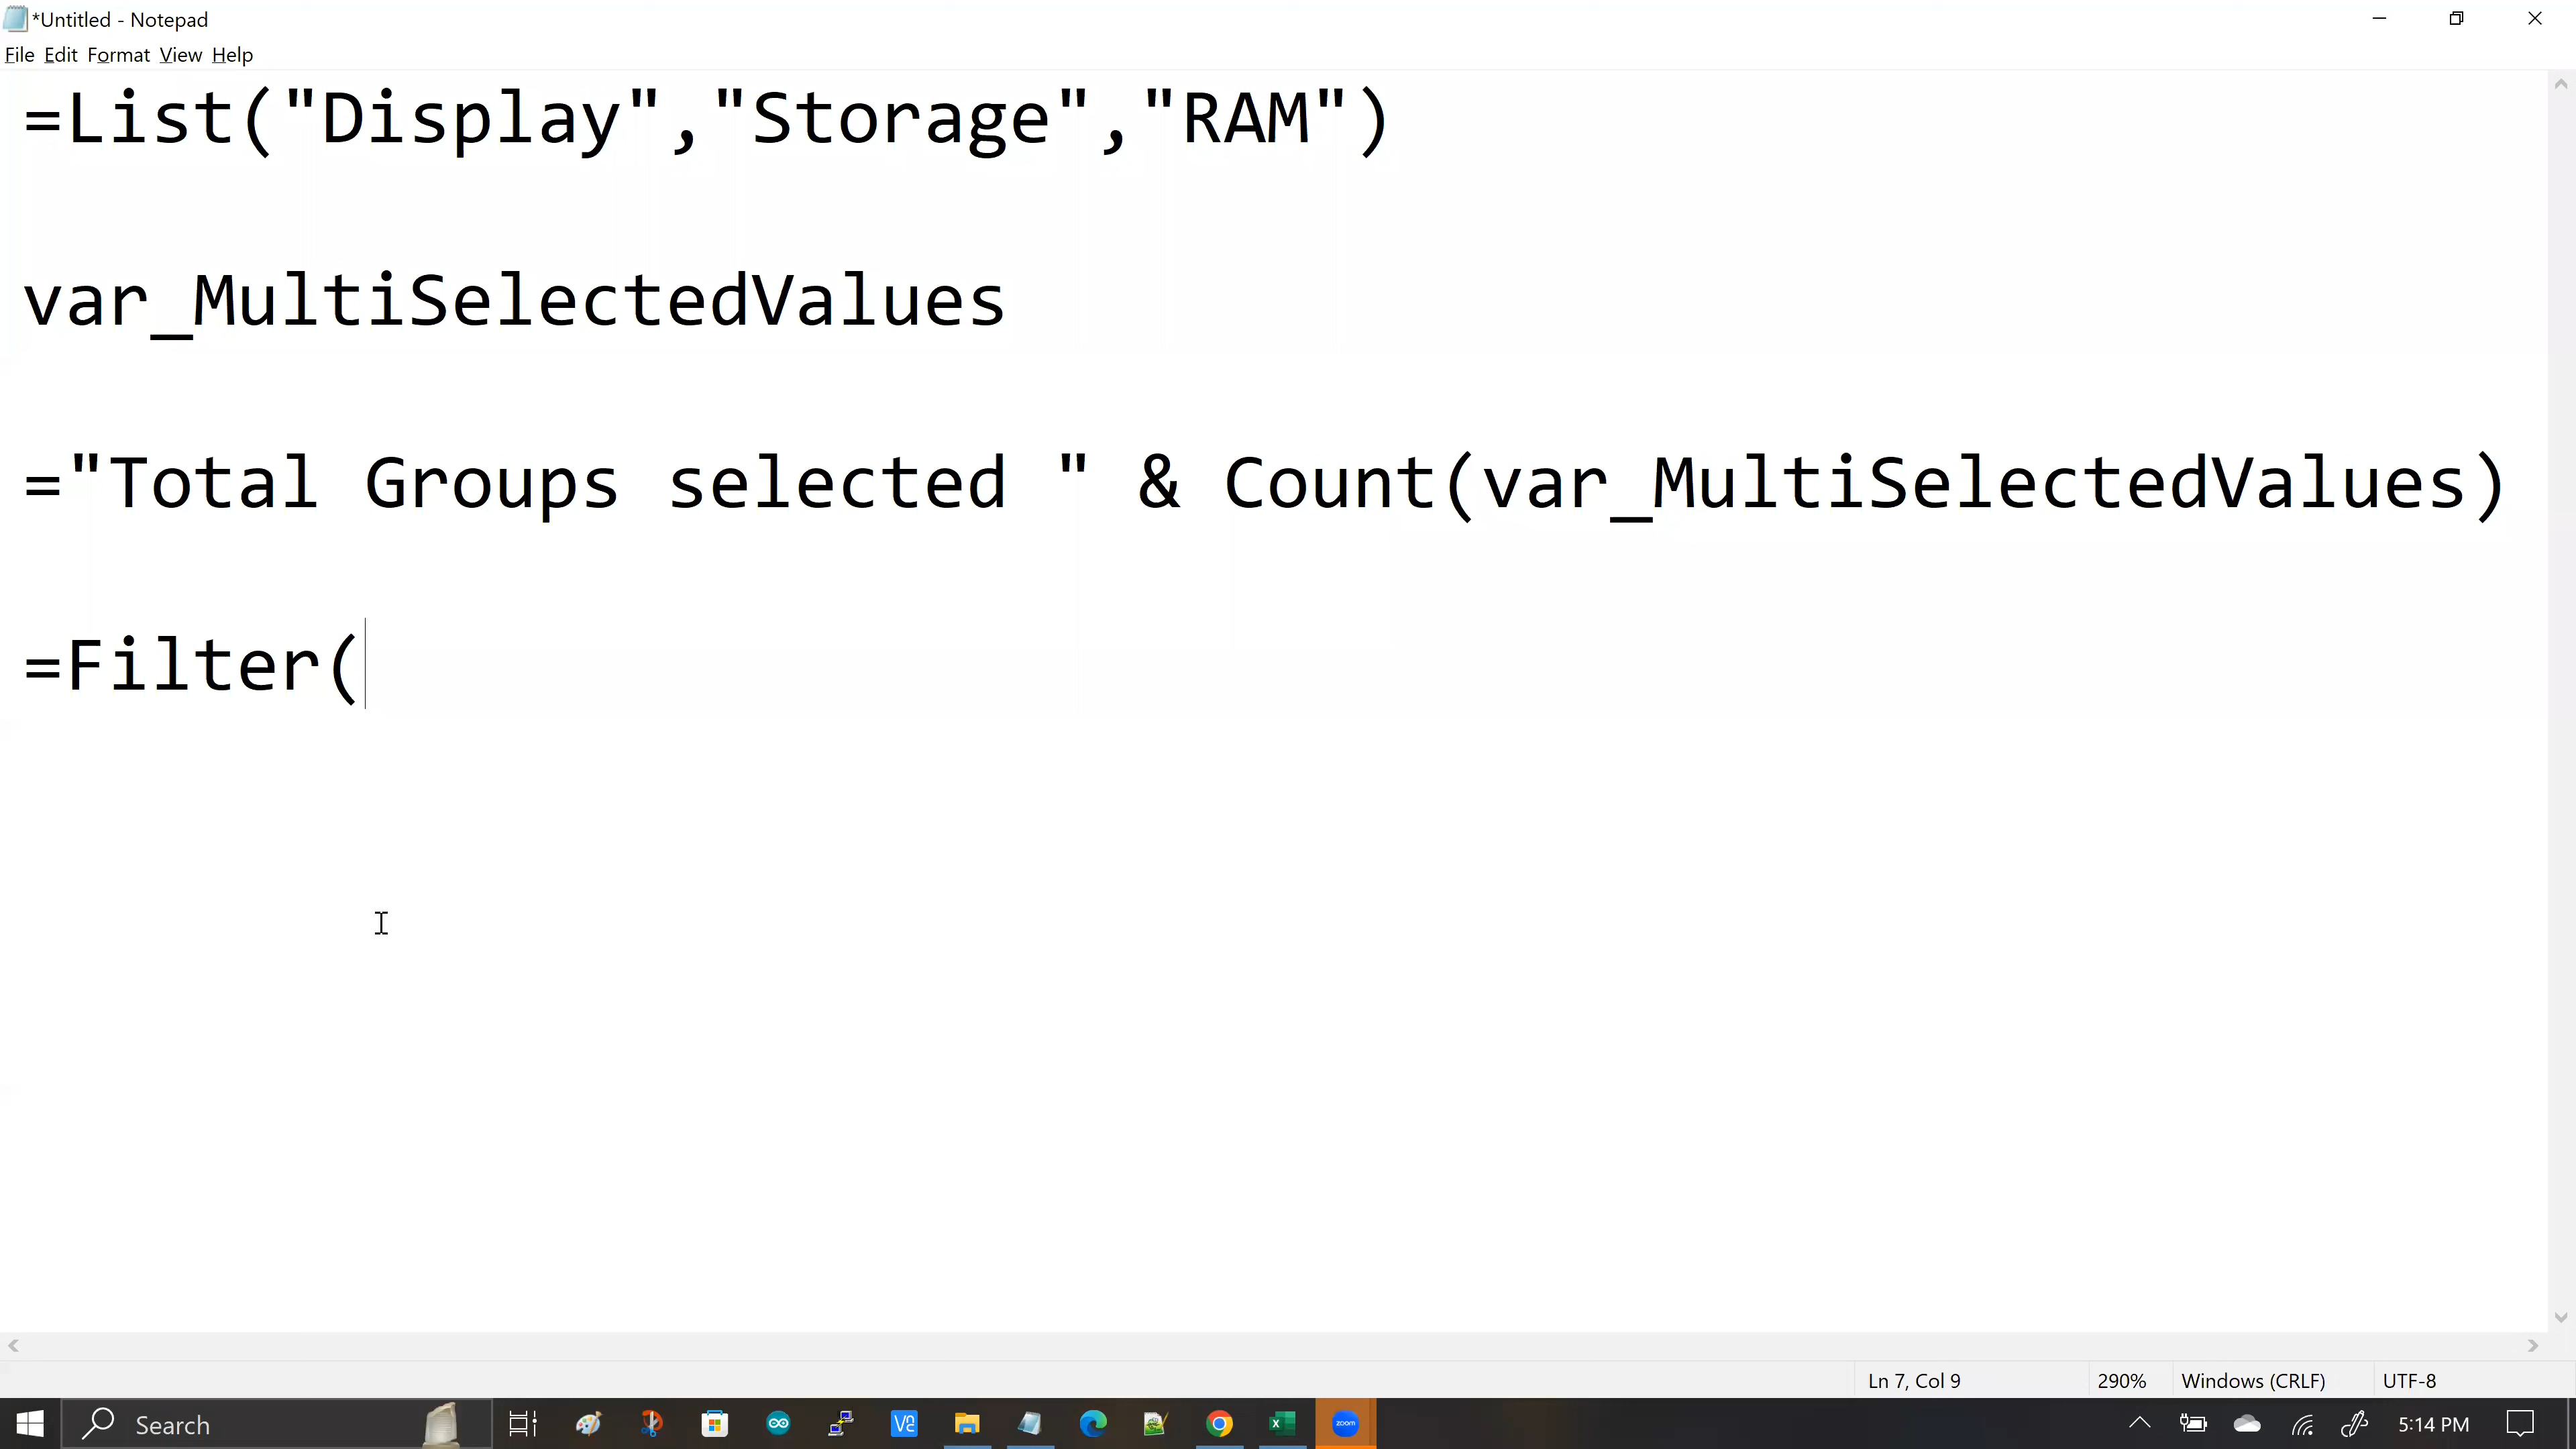 *Untitled - Notepad
File Edit Format View Help
=List("Display","Storage","RAM")
var_MultiSelectedValues
="Total Groups selected " & Count(var_MultiSelectedValues)
=Filter(
Ln 7, Col 9 290% Windows (CRLF) UTF-8
Search zoom 5:14 PM